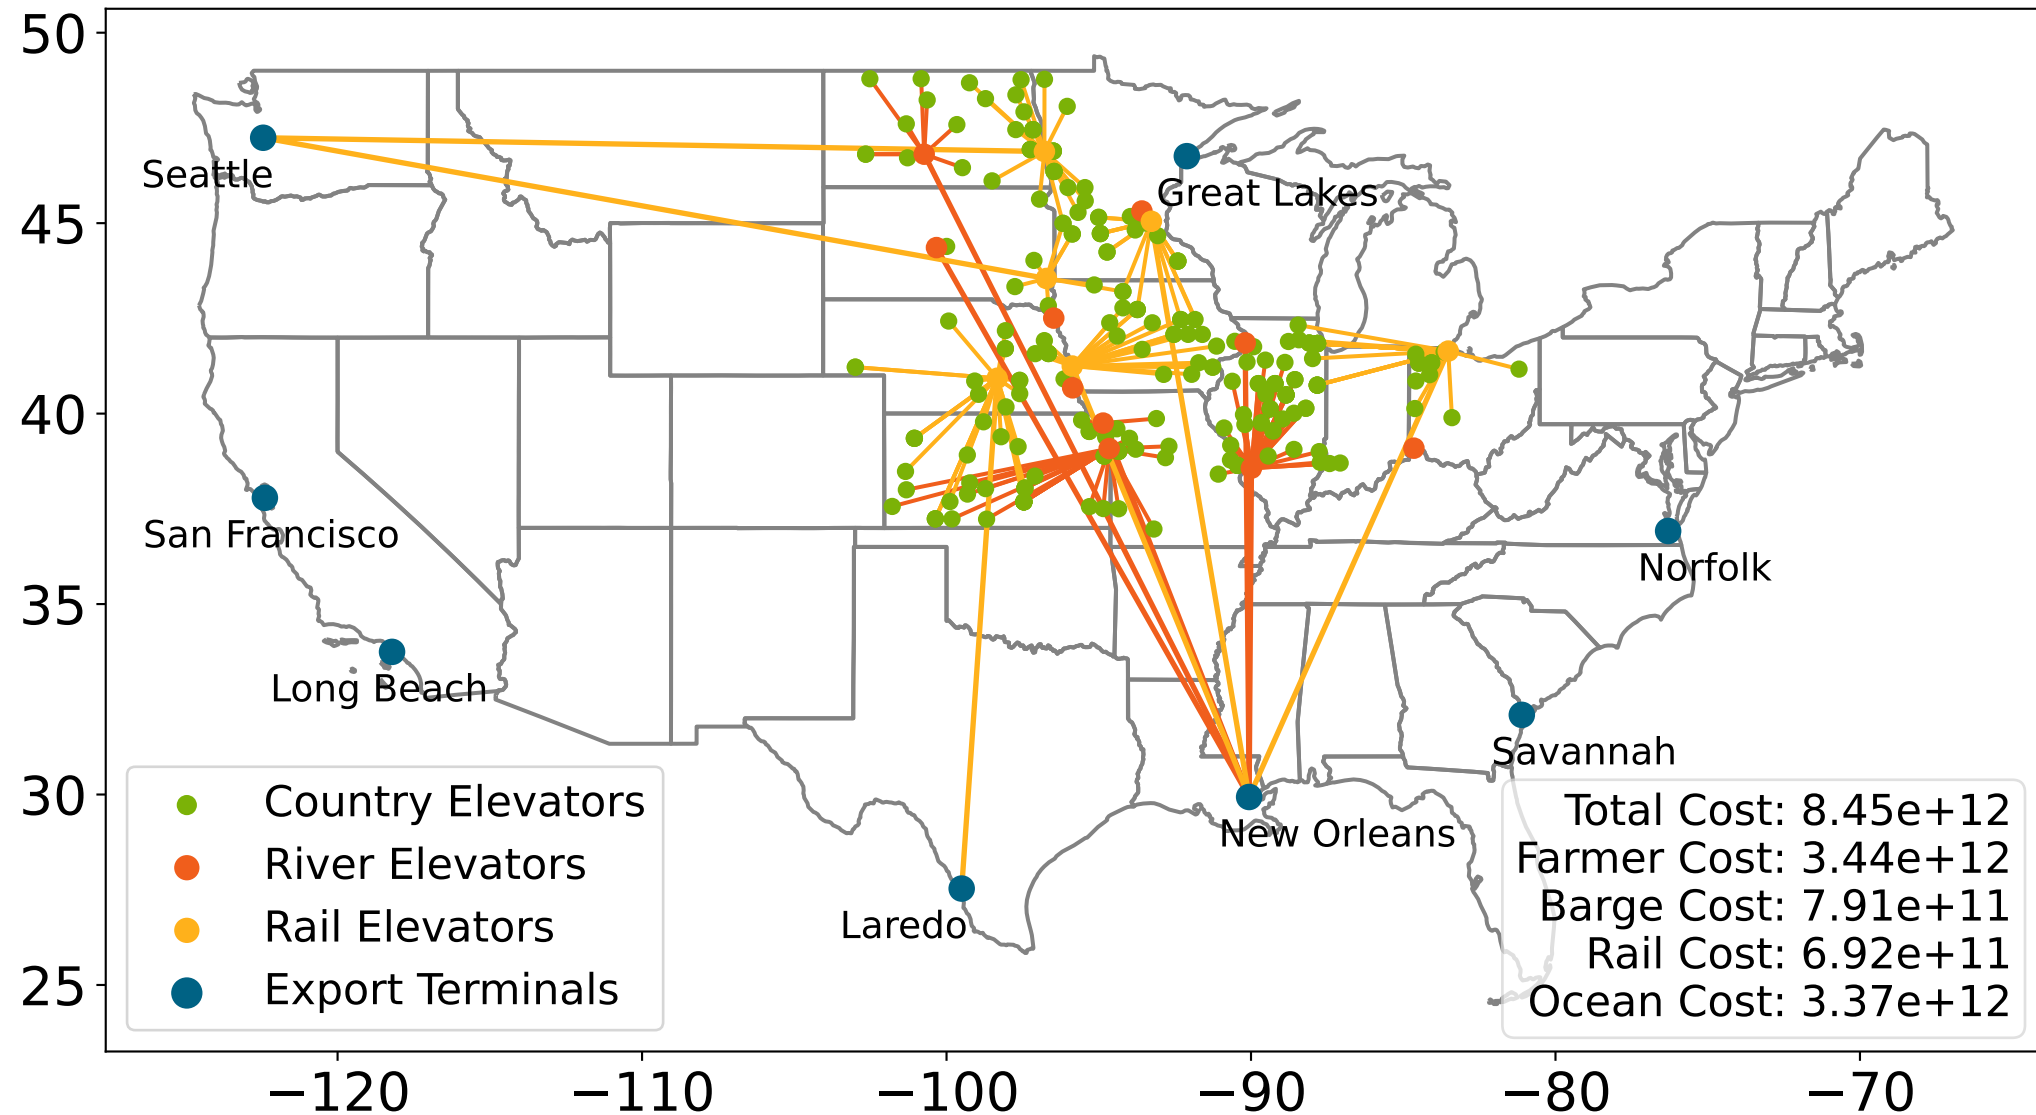 50
45
40
35
30
25
Seattle
Great Lakes
San Francisco
Norfolk
Long Beach
Savannah
New Orleans
Laredo
Country Elevators
River Elevators
Rail Elevators
Export Terminals
Total Cost: 8.45e+12
Farmer Cost: 3.44e+12
Barge Cost: 7.91e+11
Rail Cost: 6.92e+11
Ocean Cost: 3.37e+12
−120 −110 −100 −90 −80 −70